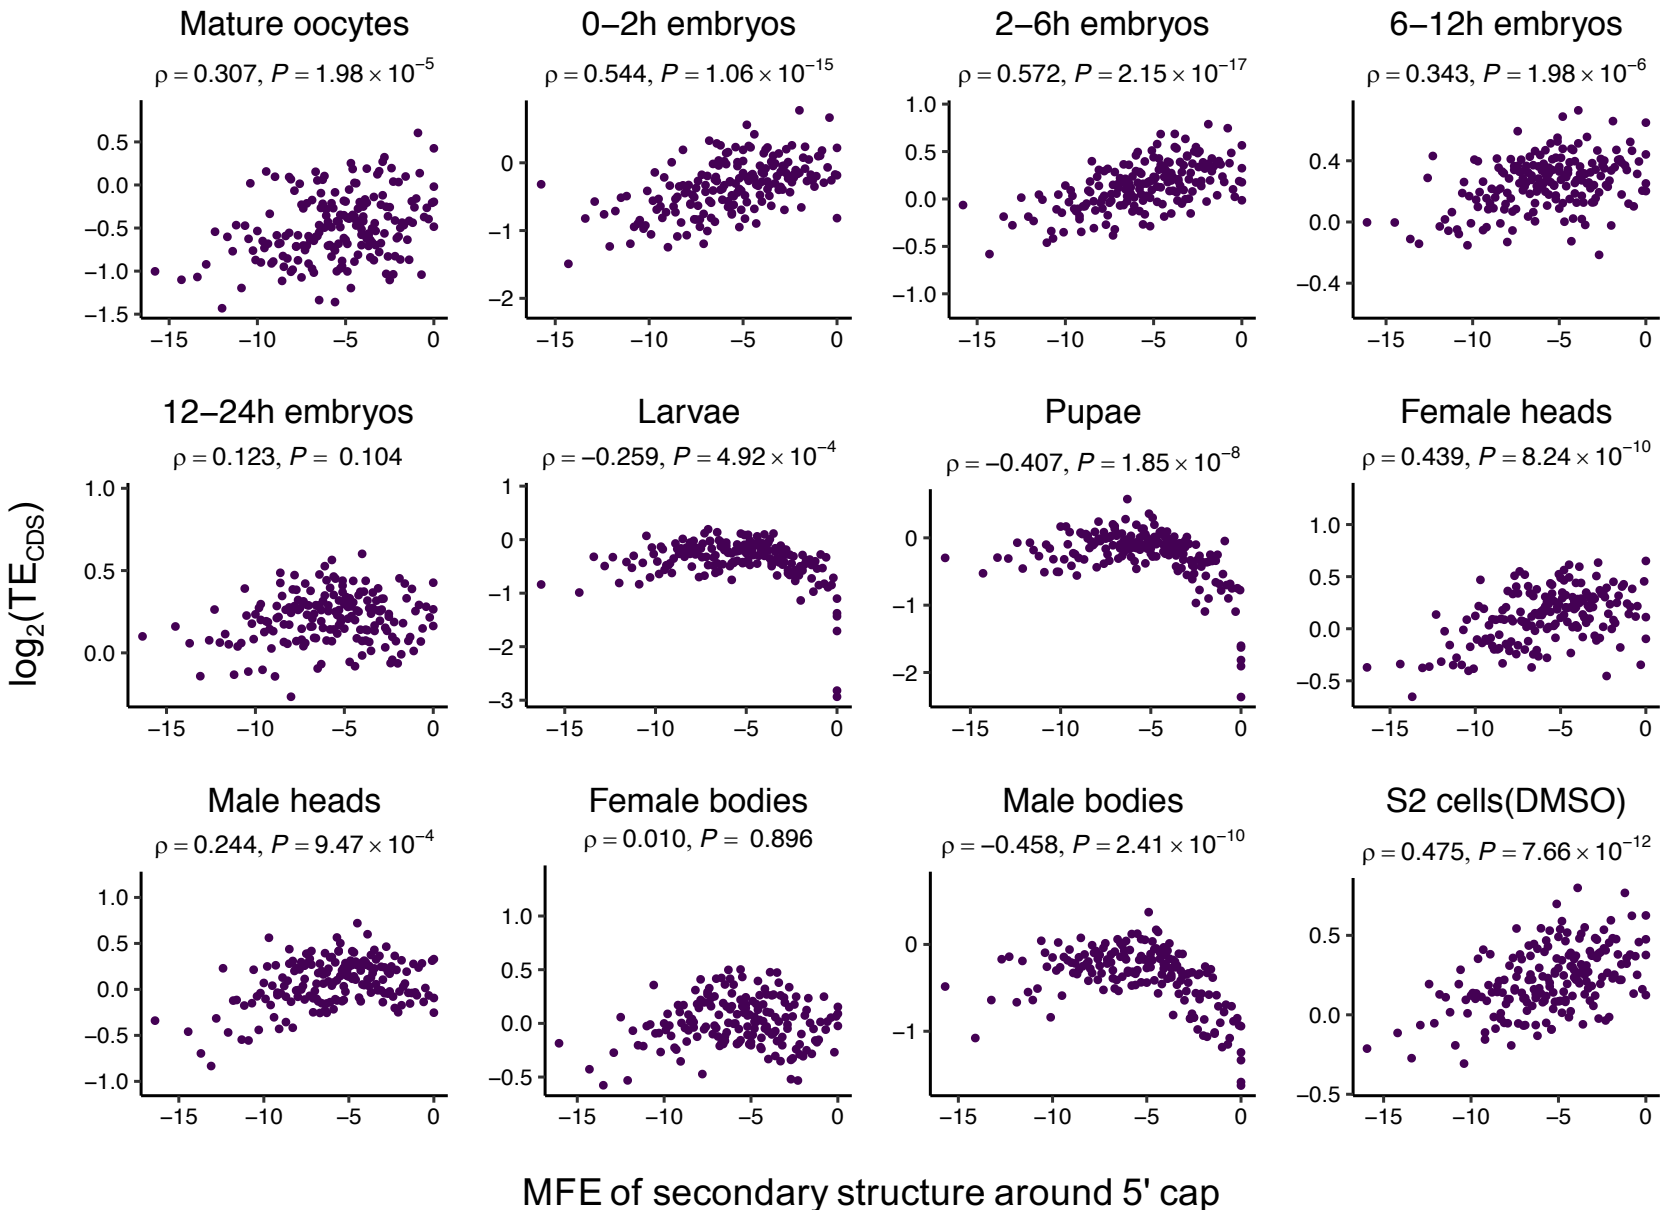 Mature oocytes
ρ = 0.307, P = 1.98 × 10⁻⁵
0.5
0.0
−0.5
−1.0
−1.5
−15 −10 −5 0
0−2h embryos
ρ = 0.544, P = 1.06 × 10⁻¹⁵
0
−1
−2
−15 −10 −5 0
2−6h embryos
ρ = 0.572, P = 2.15 × 10⁻¹⁷
1.0
0.5
0.0
−0.5
−1.0
−15 −10 −5 0
6−12h embryos
ρ = 0.343, P = 1.98 × 10⁻⁶
0.4
0.0
−0.4
−15 −10 −5 0
log₂(TE_CDS)
12−24h embryos
ρ = 0.123, P = 0.104
1.0
0.5
0.0
−15 −10 −5 0
Larvae
ρ = −0.259, P = 4.92 × 10⁻⁴
1
0
−1
−2
−3
−15 −10 −5 0
Pupae
ρ = −0.407, P = 1.85 × 10⁻⁸
0
−1
−2
−15 −10 −5 0
Female heads
ρ = 0.439, P = 8.24 × 10⁻¹⁰
1.0
0.5
0.0
−0.5
−15 −10 −5 0
Male heads
ρ = 0.244, P = 9.47 × 10⁻⁴
1.0
0.5
0.0
−0.5
−1.0
−15 −10 −5 0
Female bodies
ρ = 0.010, P = 0.896
1.0
0.5
0.0
−0.5
−15 −10 −5 0
Male bodies
ρ = −0.458, P = 2.41 × 10⁻¹⁰
0
−1
−15 −10 −5 0
S2 cells(DMSO)
ρ = 0.475, P = 7.66 × 10⁻¹²
0.5
0.0
−0.5
−15 −10 −5 0
MFE of secondary structure around 5' cap